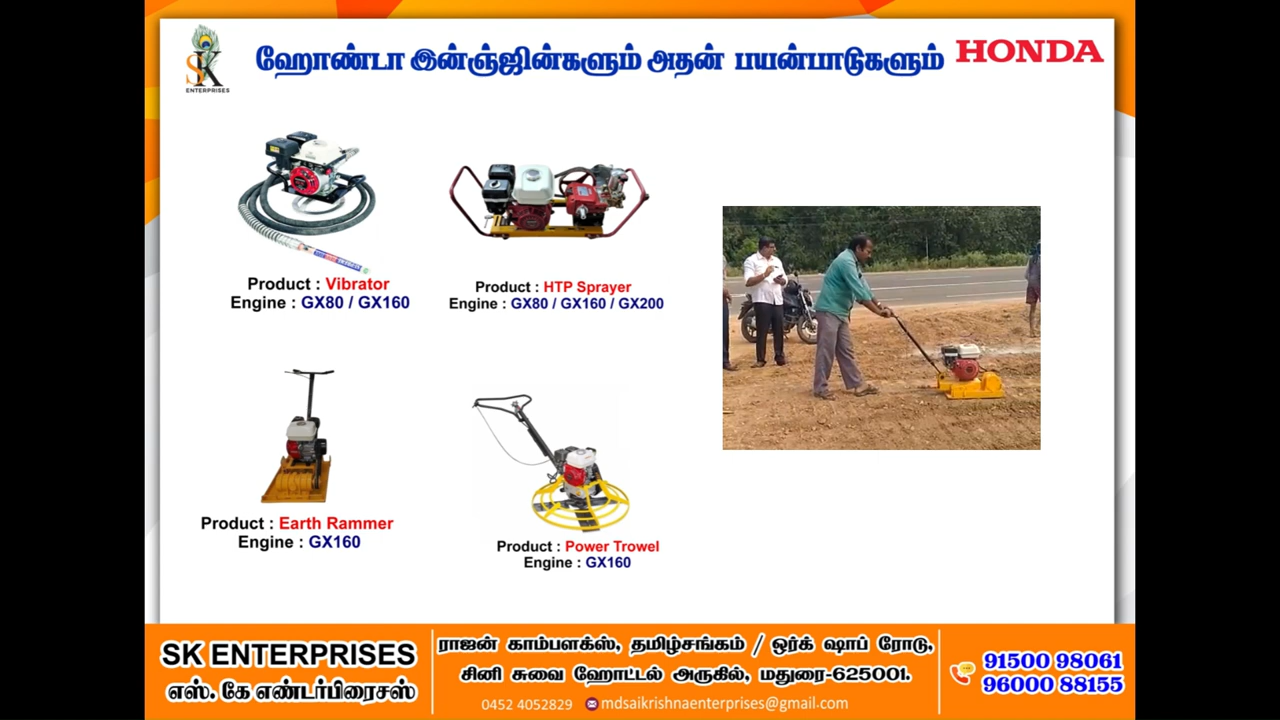 SK
ENTERPRISES
ஹோண்டா இன்ஞ்ஜின்களும் அதன் பயன்பாடுகளும்
HONDA
Product : Vibrator
Engine : GX80 / GX160
Product : HTP Sprayer
Engine : GX80 / GX160 / GX200
Product : Earth Rammer
Engine : GX160
Product : Power Trowel
Engine : GX160
SK ENTERPRISES
எஸ். கே எண்டர்பிரைசஸ்
ராஜன் காம்பளக்ஸ், தமிழ்சங்கம் / ஒர்க் ஷாப் ரோடு,
சினி சுவை ஹோட்டல் அருகில், மதுரை-625001.
0452 4052829 mdsaikrishnaenterprises@gmail.com
91500 98061
96000 88155